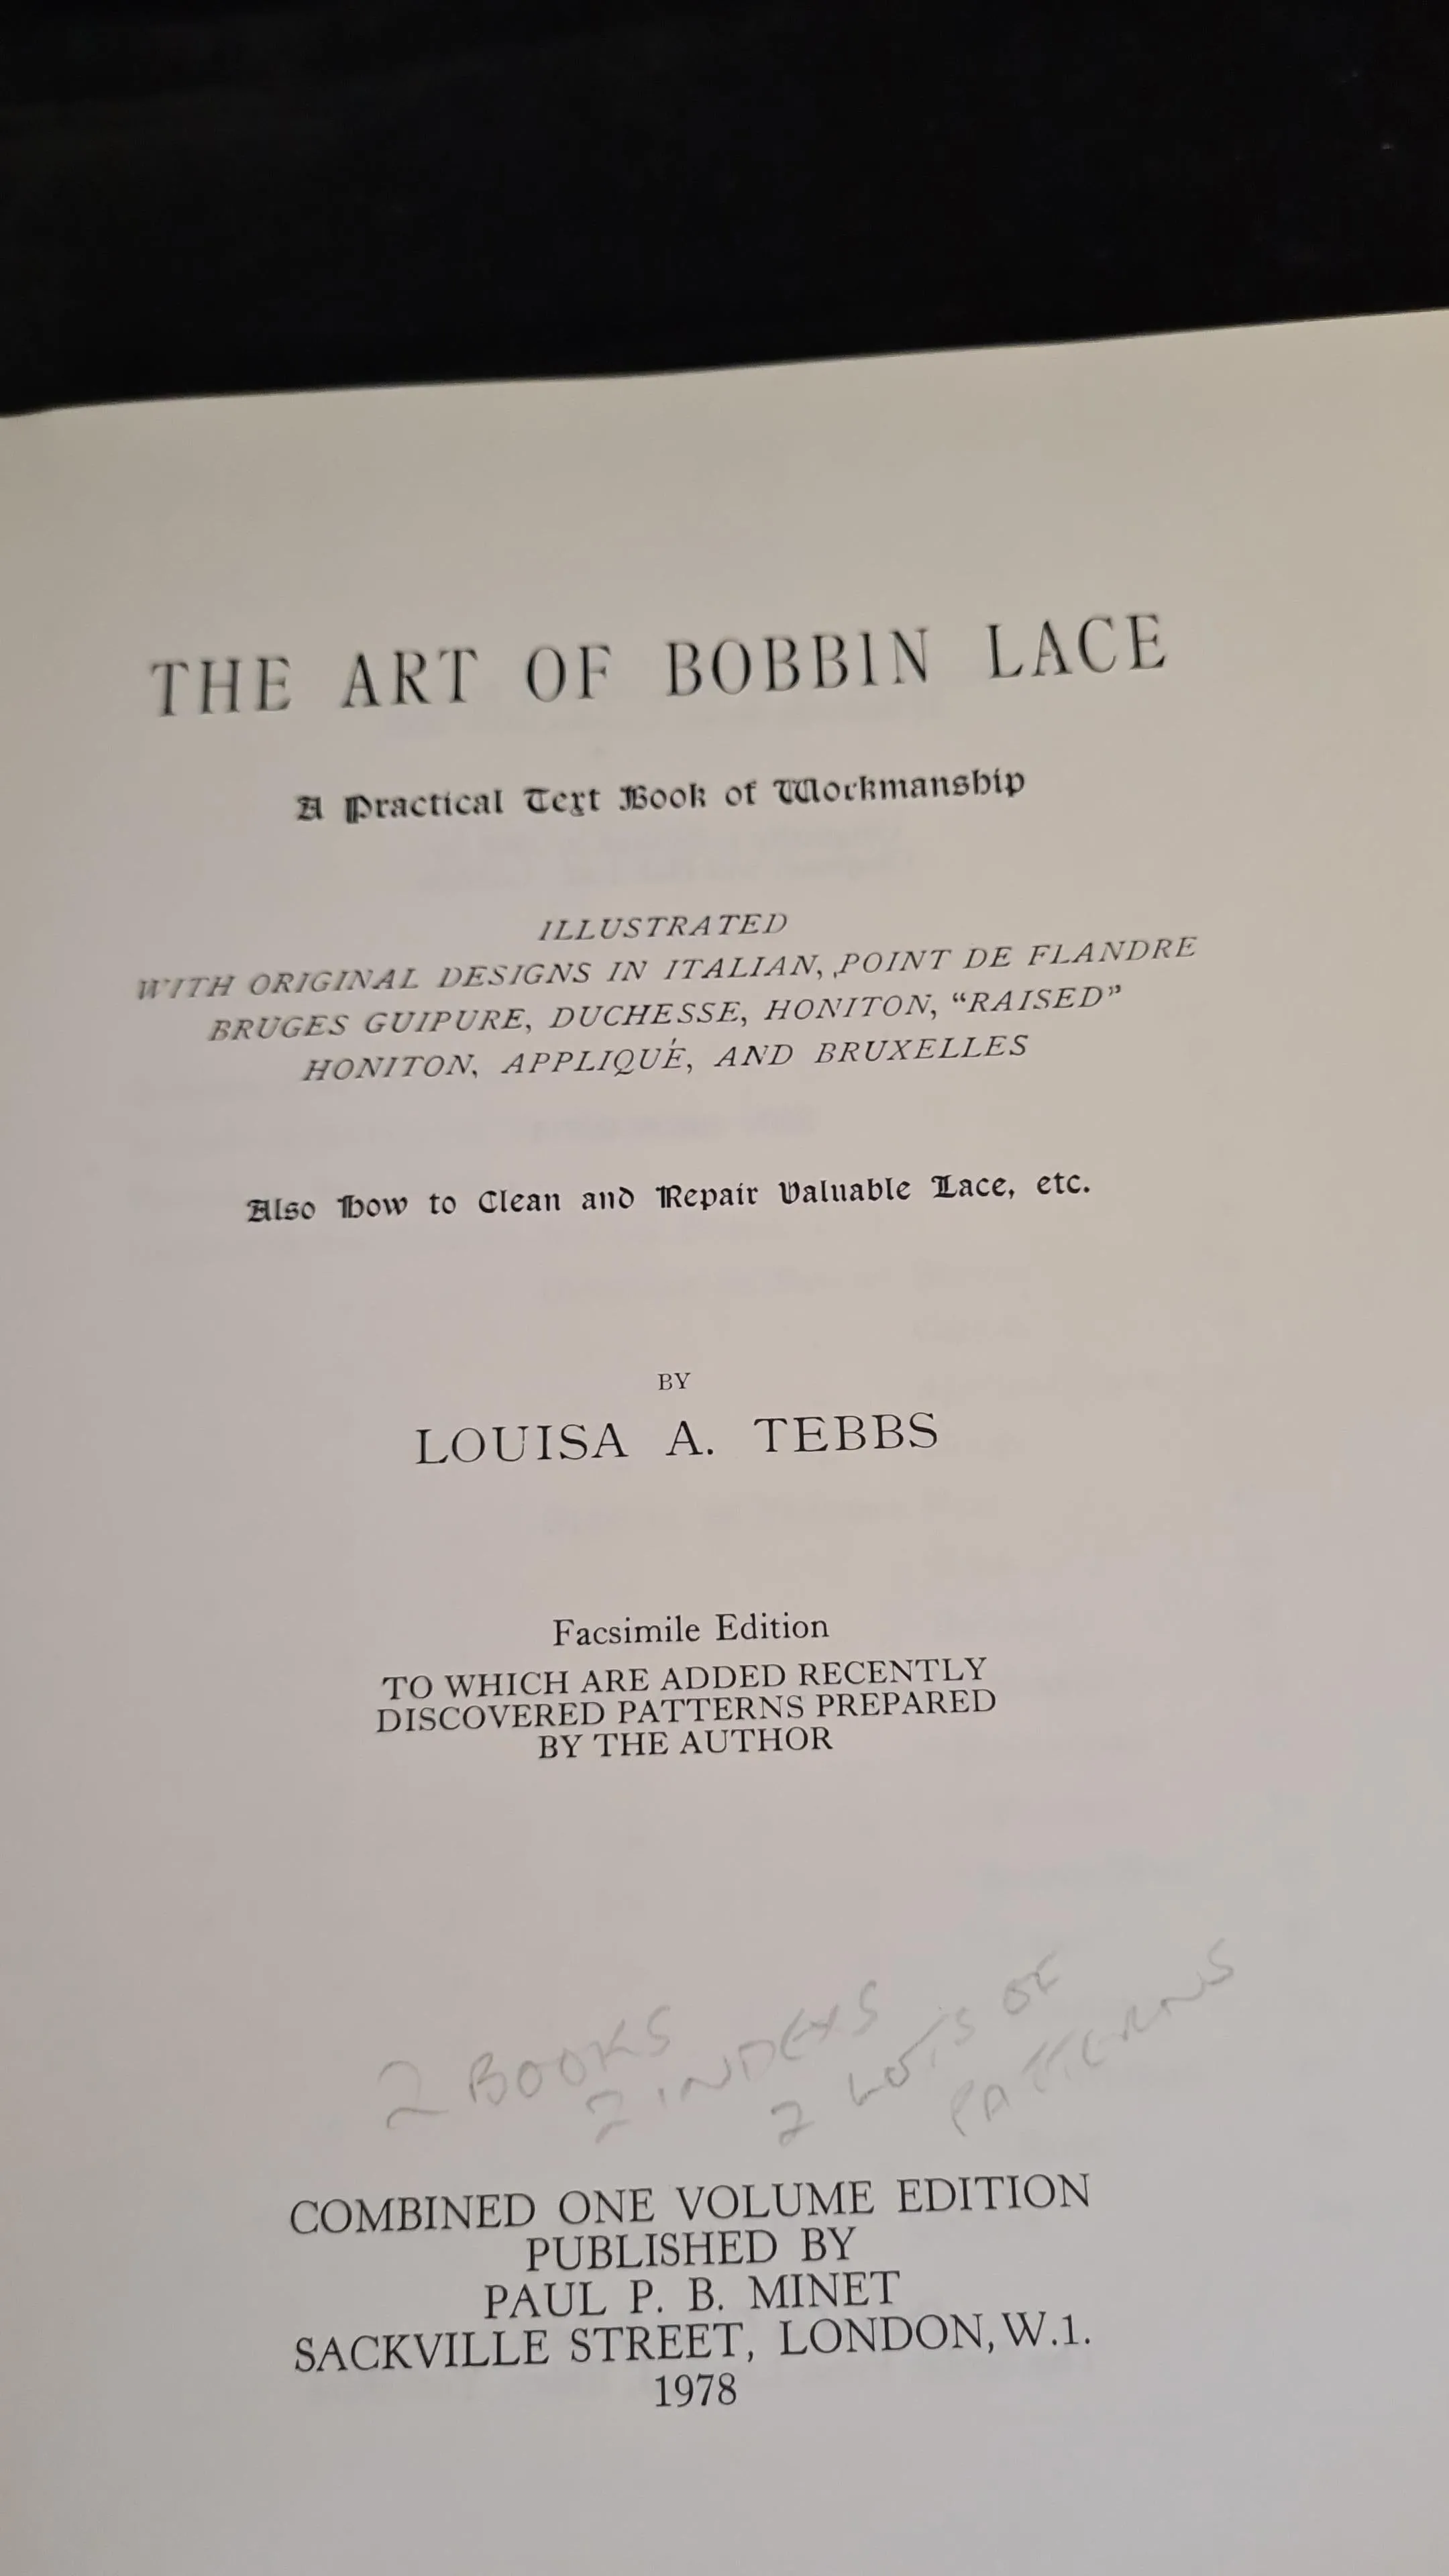 THE ART OF BOBBIN LACE
A Practical Text Book of Workmanship
ILLUSTRATED
WITH ORIGINAL DESIGNS IN ITALIAN, POINT DE FLANDRE
BRUGES GUIPURE, DUCHESSE, HONITON, “RAISED”
HONITON, APPLIQUÉ, AND BRUXELLES
Also How to Clean and Repair Valuable Lace, etc.
BY
LOUISA A. TEBBS
Facsimile Edition
TO WHICH ARE ADDED RECENTLY
DISCOVERED PATTERNS PREPARED
BY THE AUTHOR
2 BOOKS
2 INDEXS
2 LOTS OF
PATTERNS
COMBINED ONE VOLUME EDITION
PUBLISHED BY
PAUL P. B. MINET
SACKVILLE STREET, LONDON, W.1.
1978